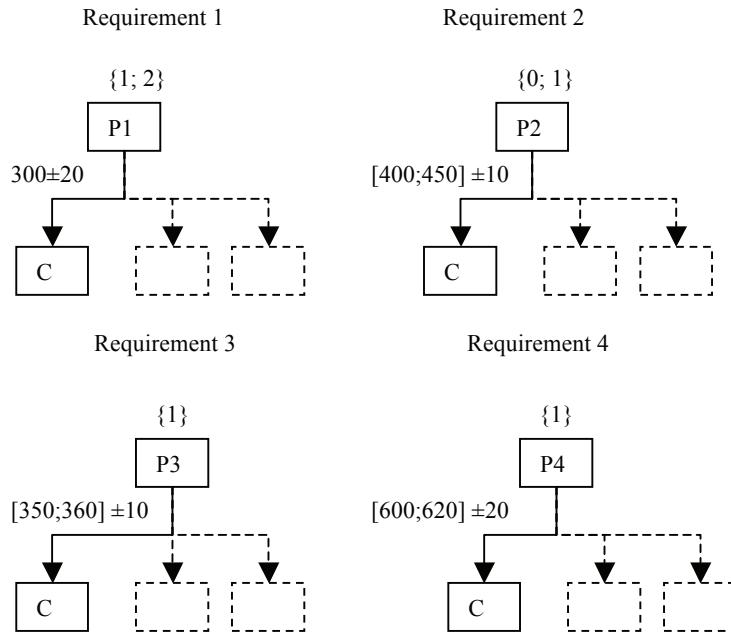 Requirement 1
{1; 2}
P1
300±20
C
Requirement 2
{0; 1}
P2
[400;450] ±10
C
Requirement 3
{1}
P3
[350;360] ±10
C
Requirement 4
{1}
P4
[600;620] ±20
C